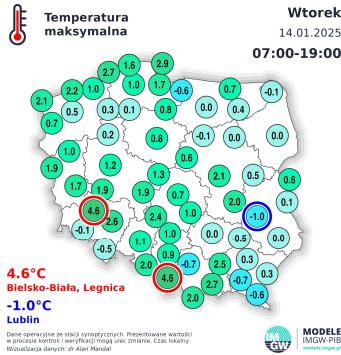 Temperatura
maksymalna
Wtorek
14.01.2025
07:00-19:00
2.7 1.6 2.9
2.1 2.2 1.0 1.0 1.7 -0.6 0.7 -0.1
0.7 0.5 0.3 0.1 0.0 0.4
0.2 0.8 -0.1 0.0 0.0
1.0 0.6
1.9 1.2 0.8
1.7 1.9 1.9 0.7 2.1 0.5 0.6
4.6 2.6 2.4 1.0 2.0 -1.0 0.1
-0.1 1.0 0.0 0.0
-0.5 1.1 0.9
2.0 4.6 -0.7 2.5 0.3 0.3
2.0 2.7 -0.7 -0.6
4.6°C
Bielsko-Biała, Legnica
-1.0°C
Lublin
Dane operacyjne ze stacji synoptycznych. Prezentowane wartości
w procesie kontroli i weryfikacji mogą ulec zmianie. Czas lokalny.
Wizualizacja danych: dr Alan Mandal
IM
GW
MODELE
IMGW-PIB
modele.imgw.pl